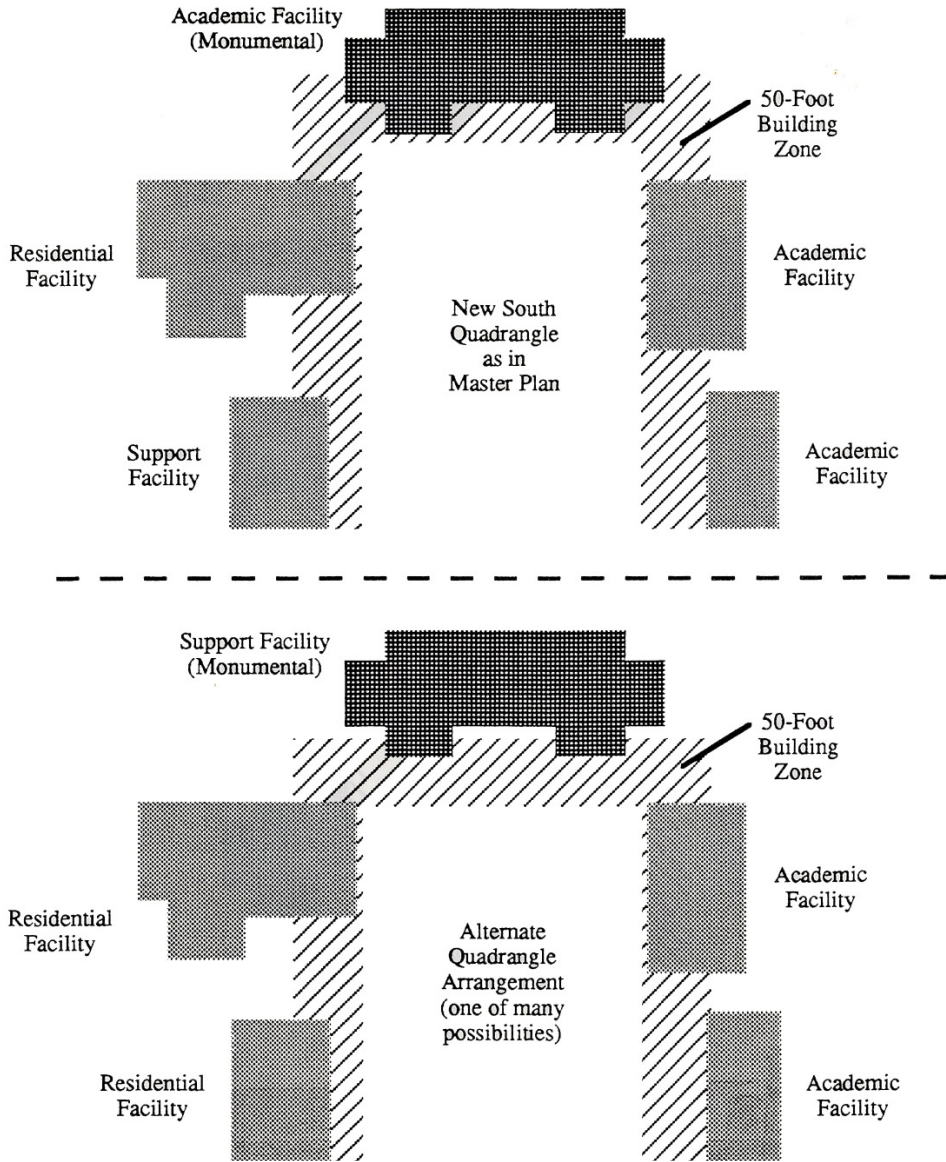 Academic Facility
(Monumental)
50-Foot
Building
Zone
Residential
Facility
Academic
Facility
New South
Quadrangle
as in
Master Plan
Support
Facility
Academic
Facility
Support Facility
(Monumental)
50-Foot
Building
Zone
Academic
Facility
Residential
Facility
Alternate
Quadrangle
Arrangement
(one of many
possibilities)
Residential
Facility
Academic
Facility